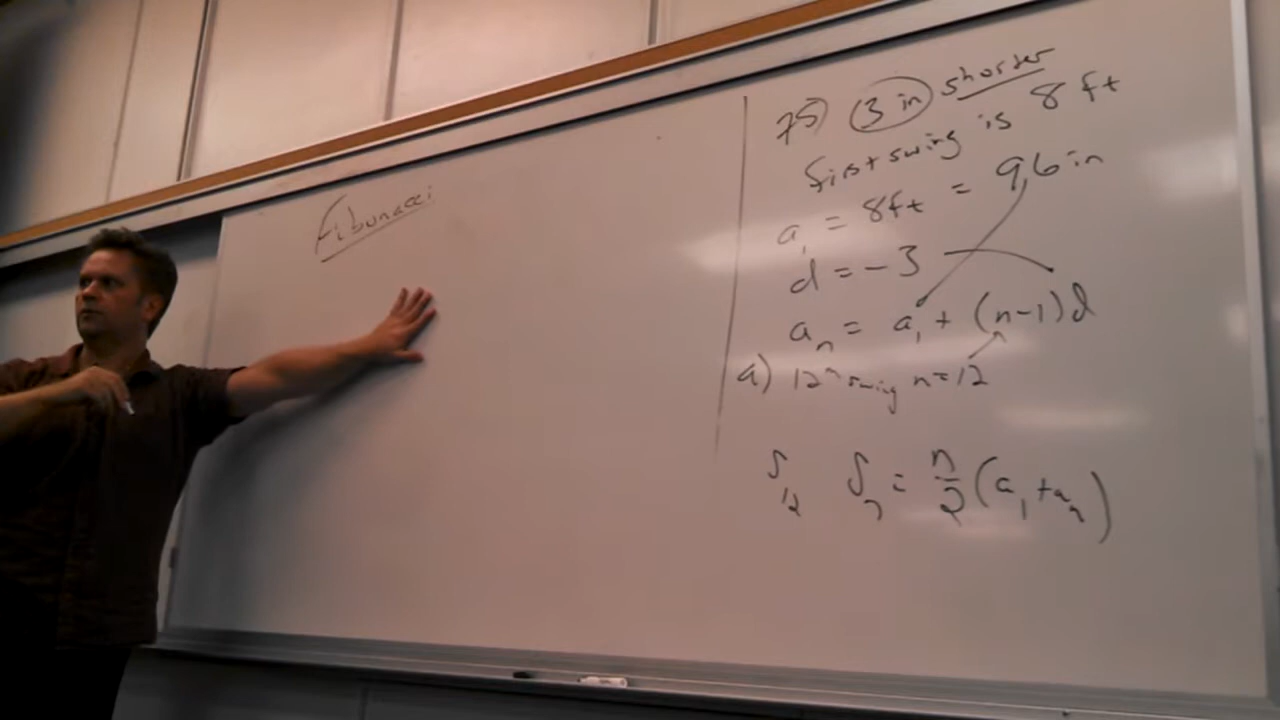 Fibunacci
75) 3 in shorter
first swing is 8 ft
a₁ = 8ft = 96 in
d = -3
aₙ = a₁ + (n-1)d
a) 12ᵗʰ swing n=12
S₁₂ Sₙ = n/2 (a₁ + aₙ)